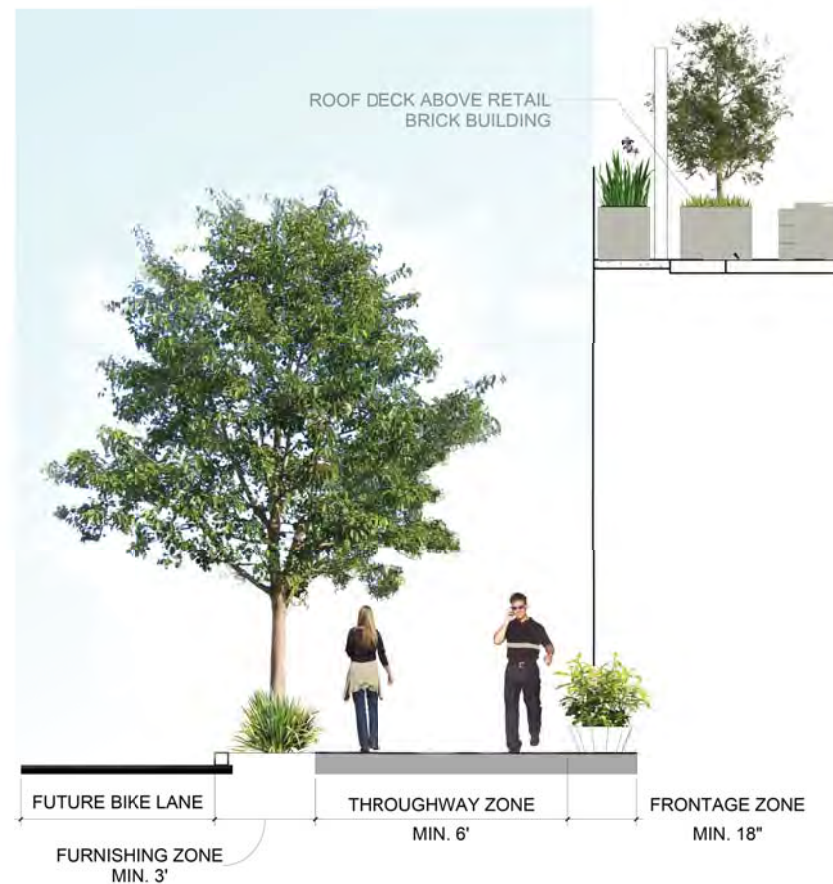 ROOF DECK ABOVE RETAIL
BRICK BUILDING
FUTURE BIKE LANE
THROUGHWAY ZONE
MIN. 6'
FRONTAGE ZONE
MIN. 18"
FURNISHING ZONE
MIN. 3'